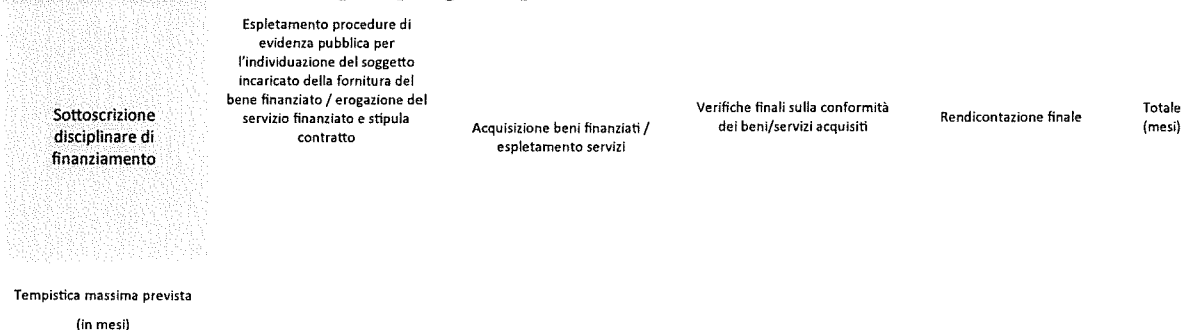 Sottoscrizione
disciplinare di
finanziamento
Espletamento procedure di
evidenza pubblica per
l'individuazione del soggetto
incaricato della fornitura del
bene finanziato / erogazione del
servizio finanziato e stipula
contratto
Acquisizione beni finanziati /
espletamento servizi
Verifiche finali sulla conformità
dei beni/servizi acquisiti
Rendicontazione finale
Totale
(mesi)
Tempistica massima prevista
(in mesi)